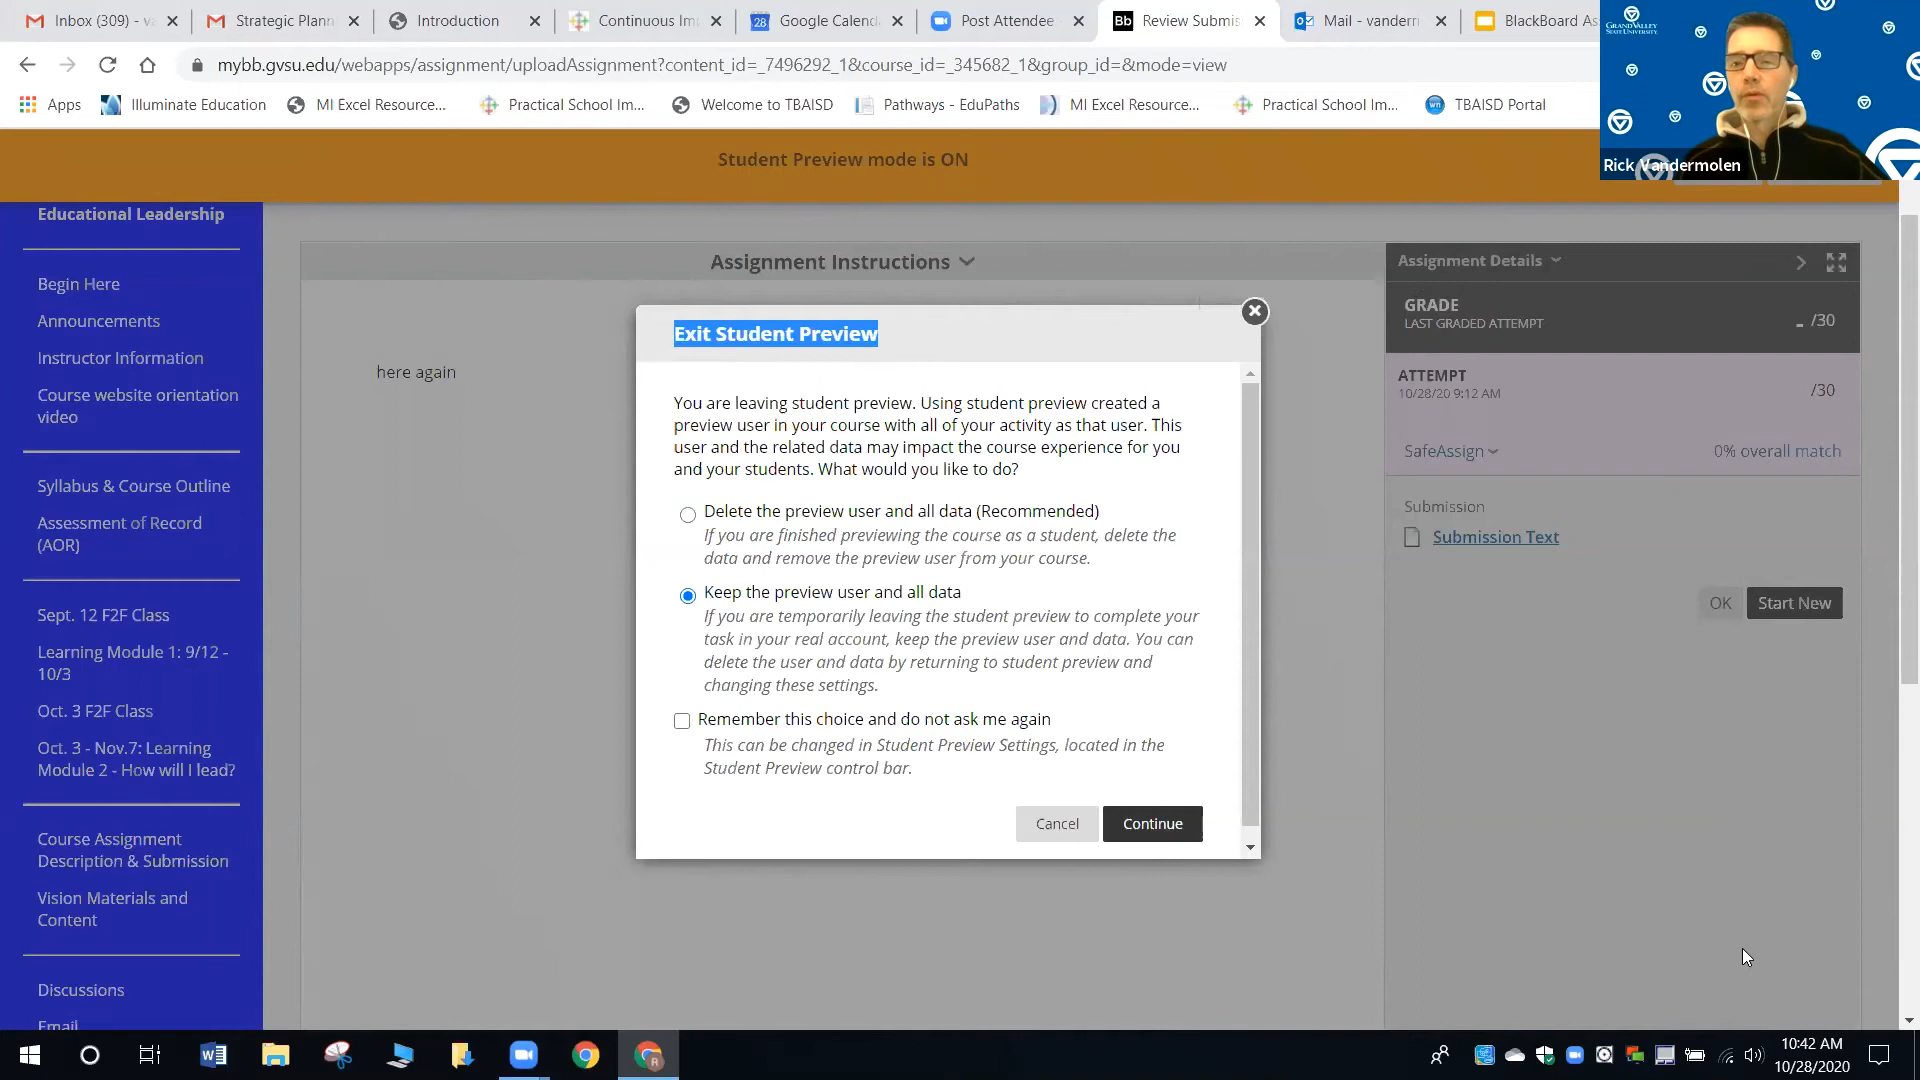 Inbox (309) - va
Strategic Plann
Introduction
Continuous Im
Google Calend
Post Attendee
Bb
Review Submis
Mail - vanderm
BlackBoard As
mybb.gvsu.edu/webapps/assignment/uploadAssignment?content_id=_7496292_1&course_id=_345682_1&group_id=&mode=view
Apps
Illuminate Education
MI Excel Resource...
Practical School Im...
Welcome to TBAISD
Pathways - EduPaths
MI Excel Resource...
Practical School Im...
TBAISD Portal
GRAND VALLEY
STATE UNIVERSITY
Rick Vandermolen
Student Preview mode is ON
Educational Leadership
Begin Here
Announcements
Instructor Information
Course website orientation
video
Syllabus & Course Outline
Assessment of Record
(AOR)
Sept. 12 F2F Class
Learning Module 1: 9/12 -
10/3
Oct. 3 F2F Class
Oct. 3 - Nov.7: Learning
Module 2 - How will I lead?
Course Assignment
Description & Submission
Vision Materials and
Content
Discussions
Email
Assignment Instructions
here again
Exit Student Preview
You are leaving student preview. Using student preview created a
preview user in your course with all of your activity as that user. This
user and the related data may impact the course experience for you
and your students. What would you like to do?
Delete the preview user and all data (Recommended)
If you are finished previewing the course as a student, delete the
data and remove the preview user from your course.
Keep the preview user and all data
If you are temporarily leaving the student preview to complete your
task in your real account, keep the preview user and data. You can
delete the user and data by returning to student preview and
changing these settings.
Remember this choice and do not ask me again
This can be changed in Student Preview Settings, located in the
Student Preview control bar.
Cancel
Continue
Assignment Details
GRADE
LAST GRADED ATTEMPT
- /30
ATTEMPT
10/28/20 9:12 AM
/30
SafeAssign
0% overall match
Submission
Submission Text
OK
Start New
10:42 AM
10/28/2020